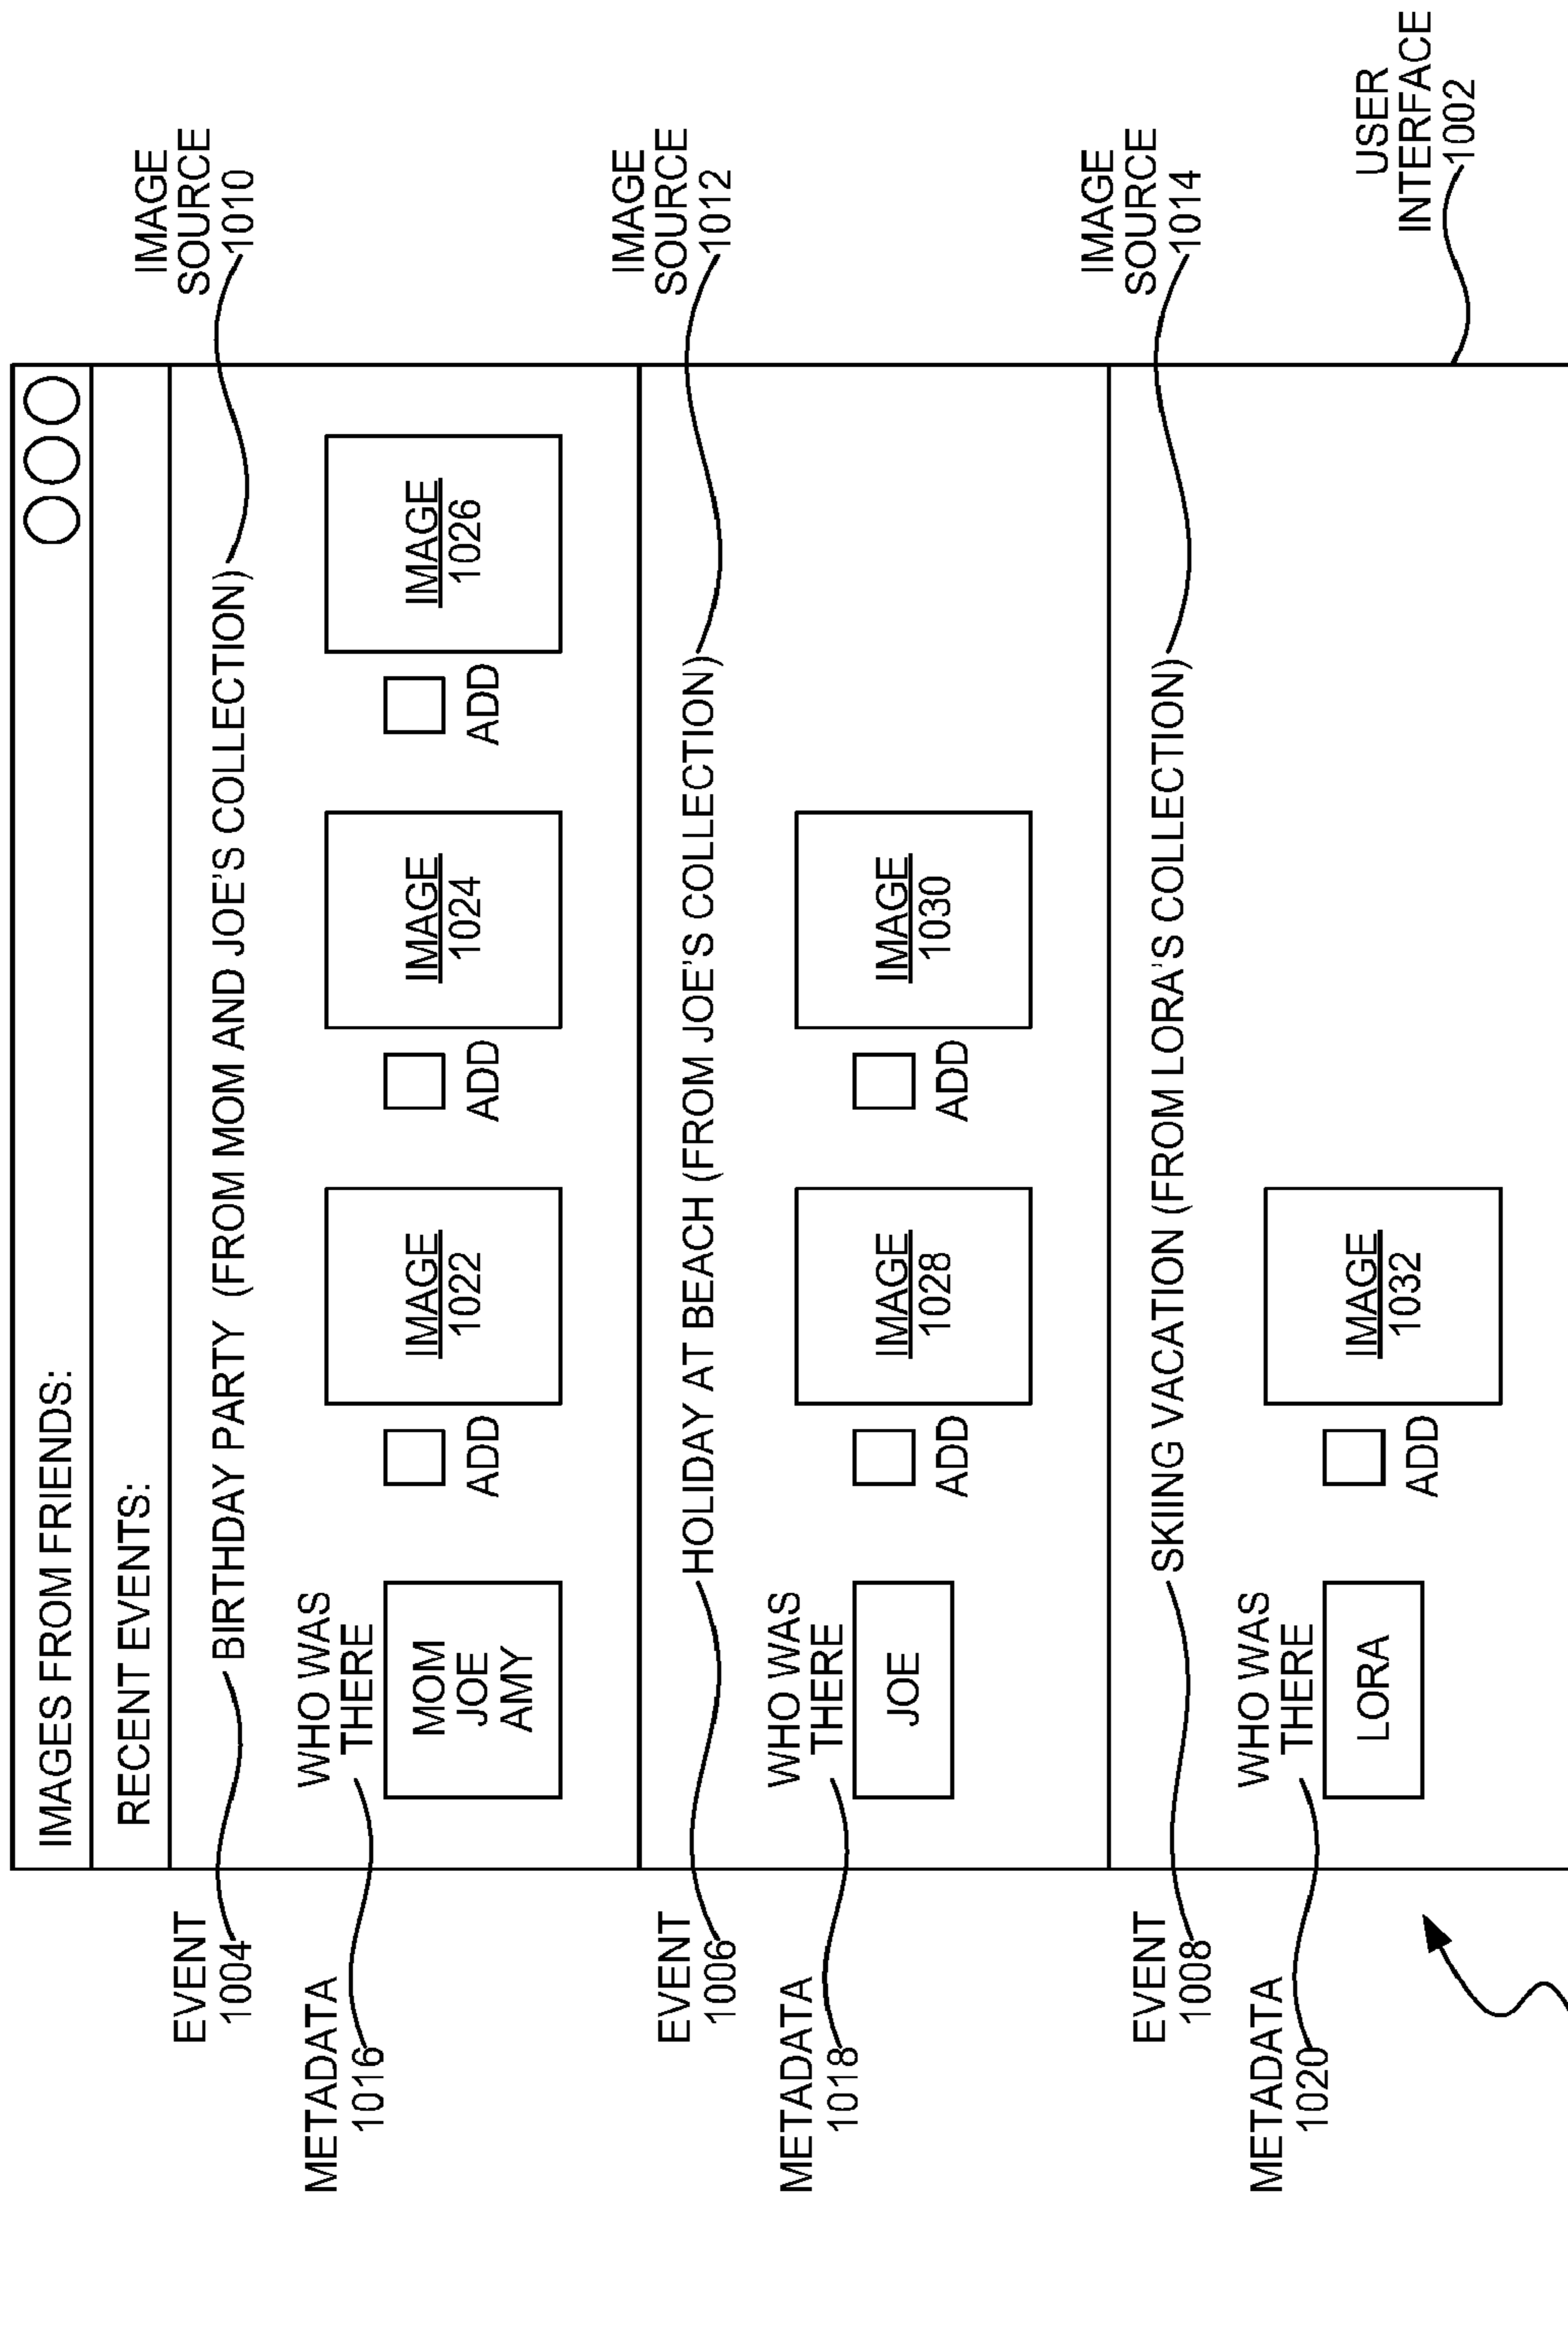 IMAGES FROM FRIENDS:
RECENT EVENTS:
EVENT
1004
BIRTHDAY PARTY (FROM MOM AND JOE'S COLLECTION)
IMAGE
SOURCE
1010
METADATA
1016
WHO WAS
THERE
MOM
JOE
AMY
ADD
IMAGE
1022
ADD
IMAGE
1024
ADD
IMAGE
1026
EVENT
1006
HOLIDAY AT BEACH (FROM JOE'S COLLECTION)
IMAGE
SOURCE
1012
METADATA
1018
WHO WAS
THERE
JOE
ADD
IMAGE
1028
ADD
IMAGE
1030
EVENT
1008
SKIING VACATION (FROM LORA'S COLLECTION)
IMAGE
SOURCE
1014
METADATA
1020
WHO WAS
THERE
LORA
ADD
IMAGE
1032
USER
INTERFACE
1002